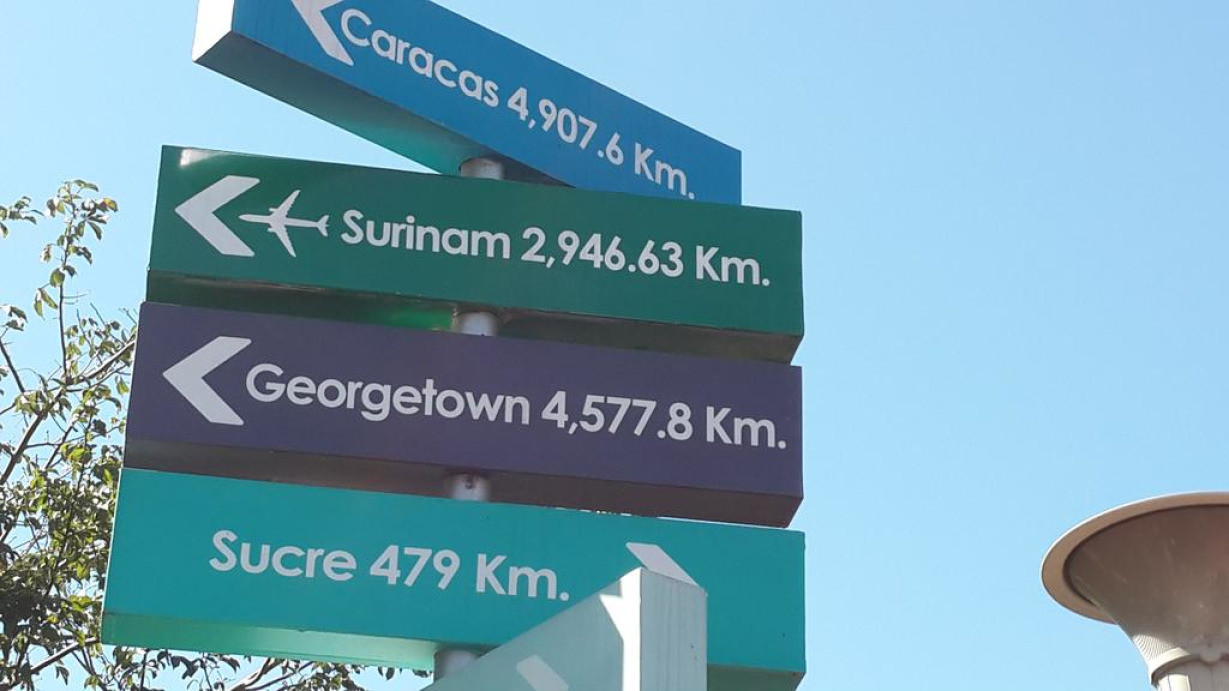 Caracas 4,907.6 Km.
Surinam 2,946.63 Km.
Georgetown 4,577.8 Km.
Sucre 479 Km.